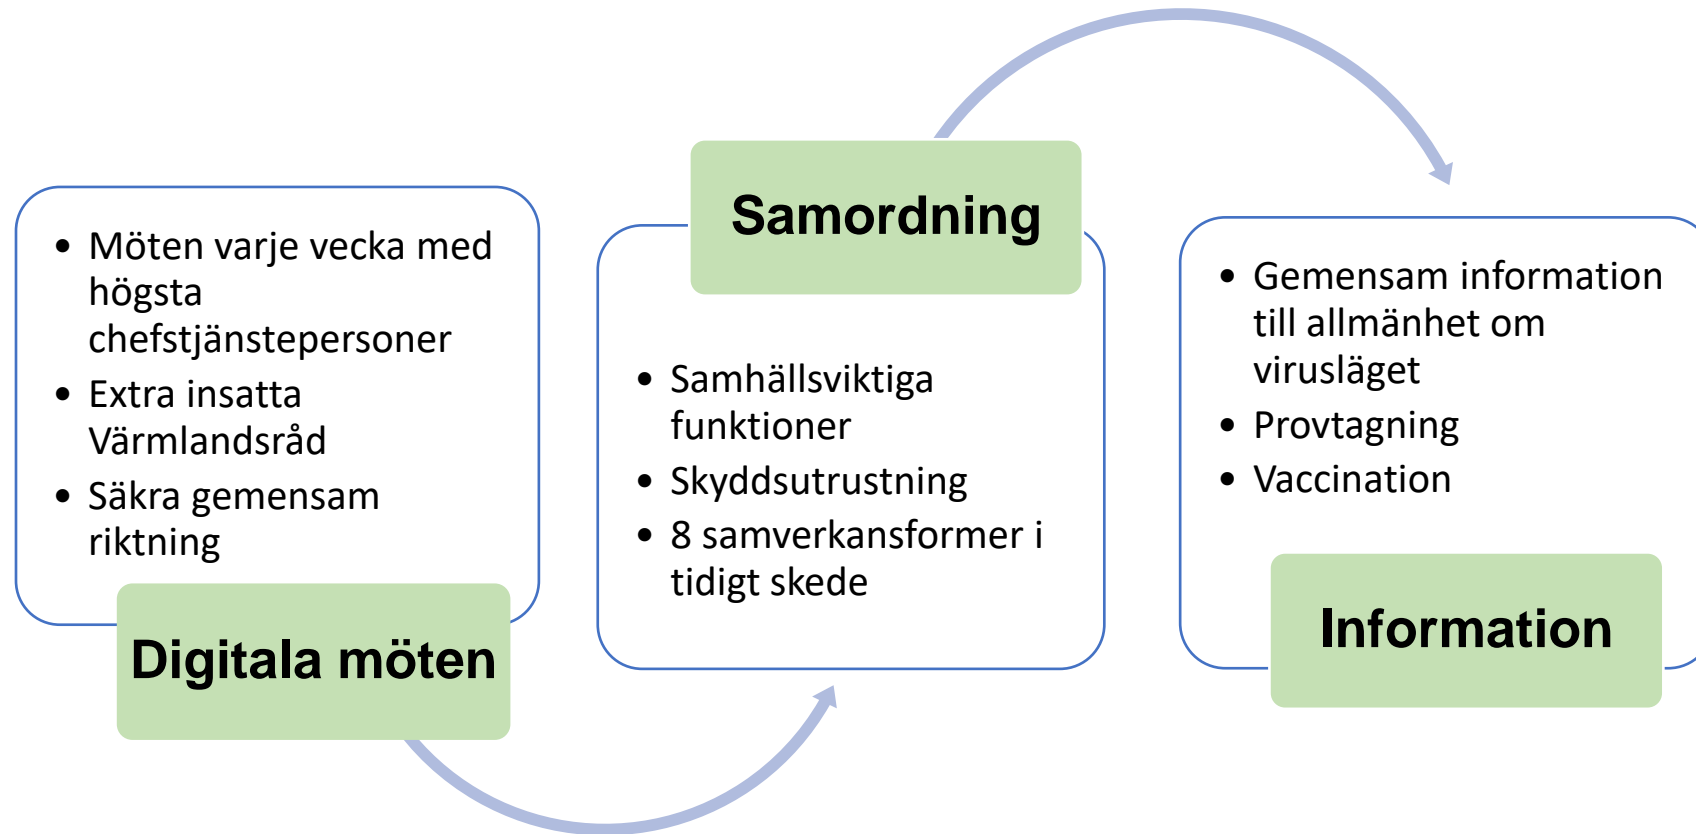 • Möten varje vecka med
högsta
chefstjänstepersoner
• Extra insatta
Värmlandsråd
• Säkra gemensam
riktning
Digitala möten
Samordning
• Samhällsviktiga
funktioner
• Skyddsutrustning
• 8 samverkansformer i
tidigt skede
• Gemensam information
till allmänhet om
virusläget
• Provtagning
• Vaccination
Information